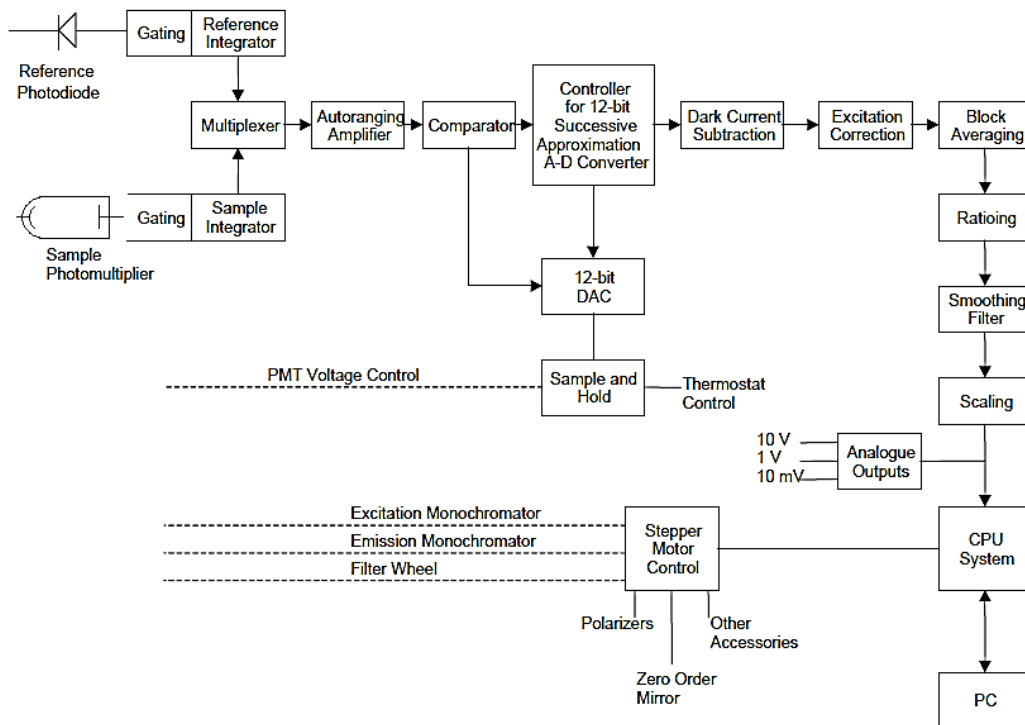 Gating
Reference
Integrator
Reference
Photodiode
Multiplexer
Autoranging
Amplifier
Comparator
Controller
for 12-bit
Successive
Approximation
A-D Converter
Dark Current
Subtraction
Excitation
Correction
Block
Averaging
Gating
Sample
Integrator
Sample
Photomultiplier
Ratioing
12-bit
DAC
Smoothing
Filter
PMT Voltage Control
Sample and
Hold
Thermostat
Control
Scaling
10 V
1 V
10 mV
Analogue
Outputs
Excitation Monochromator
Emission Monochromator
Filter Wheel
Stepper
Motor
Control
CPU
System
Polarizers
Other
Accessories
Zero Order
Mirror
PC